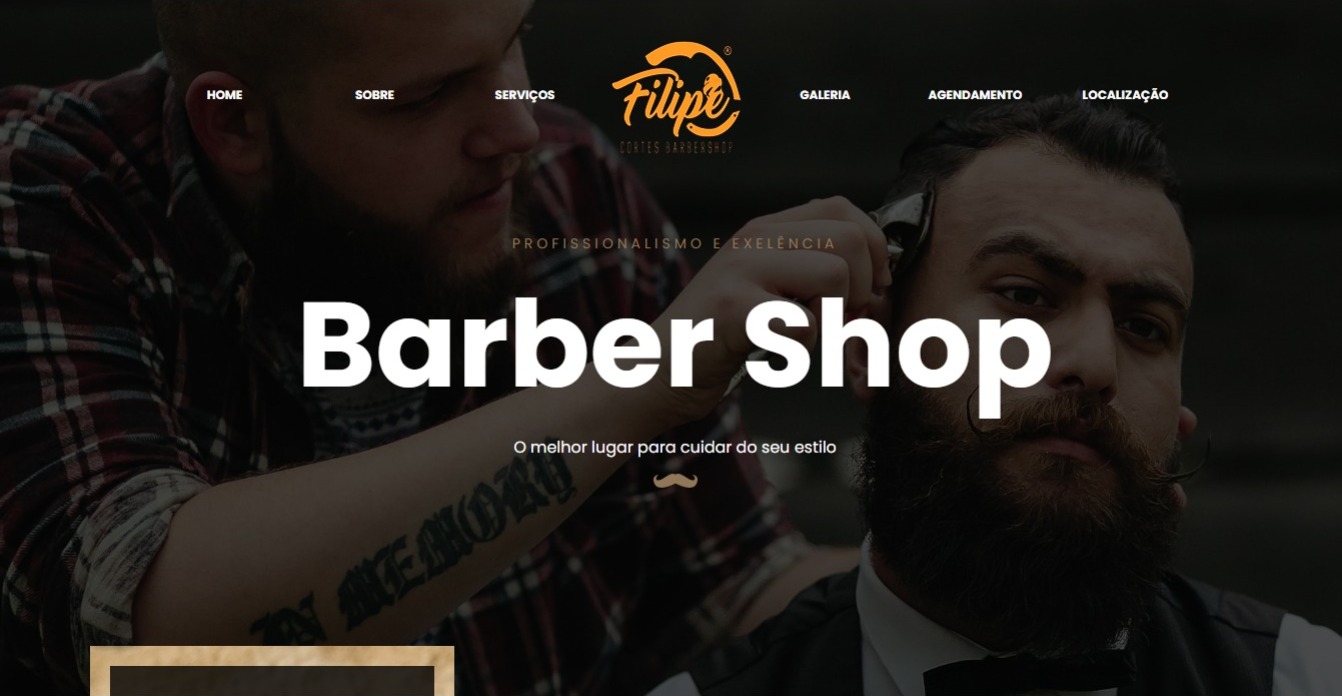 HOME SOBRE SERVIÇOS GALERIA AGENDAMENTO LOCALIZAÇÃO
Filipe ®
CORTES BARBERSHOP
PROFISSIONALISMO E EXELÊNCIA
Barber Shop
O melhor lugar para cuidar do seu estilo
IN MEMORY